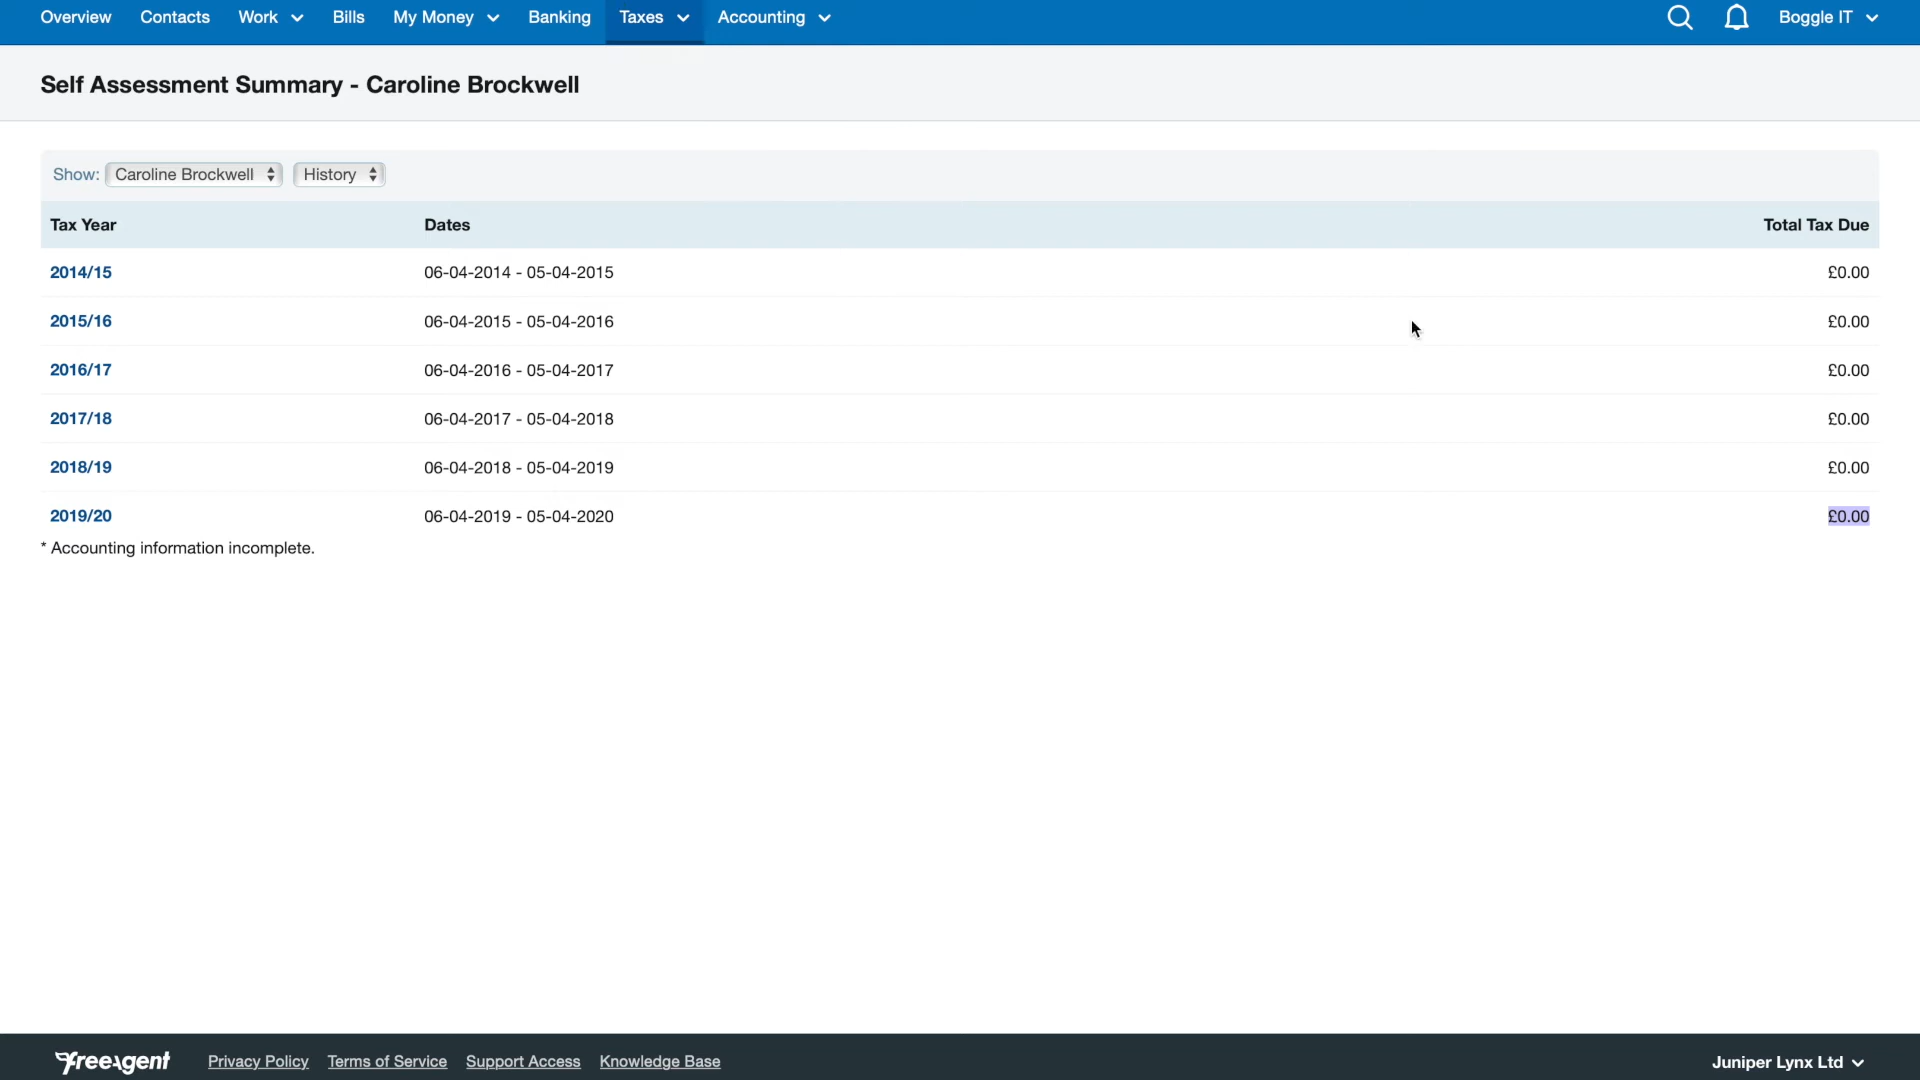 Overview Contacts Work Bills My Money Banking Taxes Accounting Boggle IT
Self Assessment Summary - Caroline Brockwell
Show: Caroline Brockwell History
Tax Year Dates Total Tax Due
2014/15 06-04-2014 - 05-04-2015 £0.00
2015/16 06-04-2015 - 05-04-2016 £0.00
2016/17 06-04-2016 - 05-04-2017 £0.00
2017/18 06-04-2017 - 05-04-2018 £0.00
2018/19 06-04-2018 - 05-04-2019 £0.00
2019/20 06-04-2019 - 05-04-2020 £0.00
* Accounting information incomplete.
freeagent Privacy Policy Terms of Service Support Access Knowledge Base Juniper Lynx Ltd